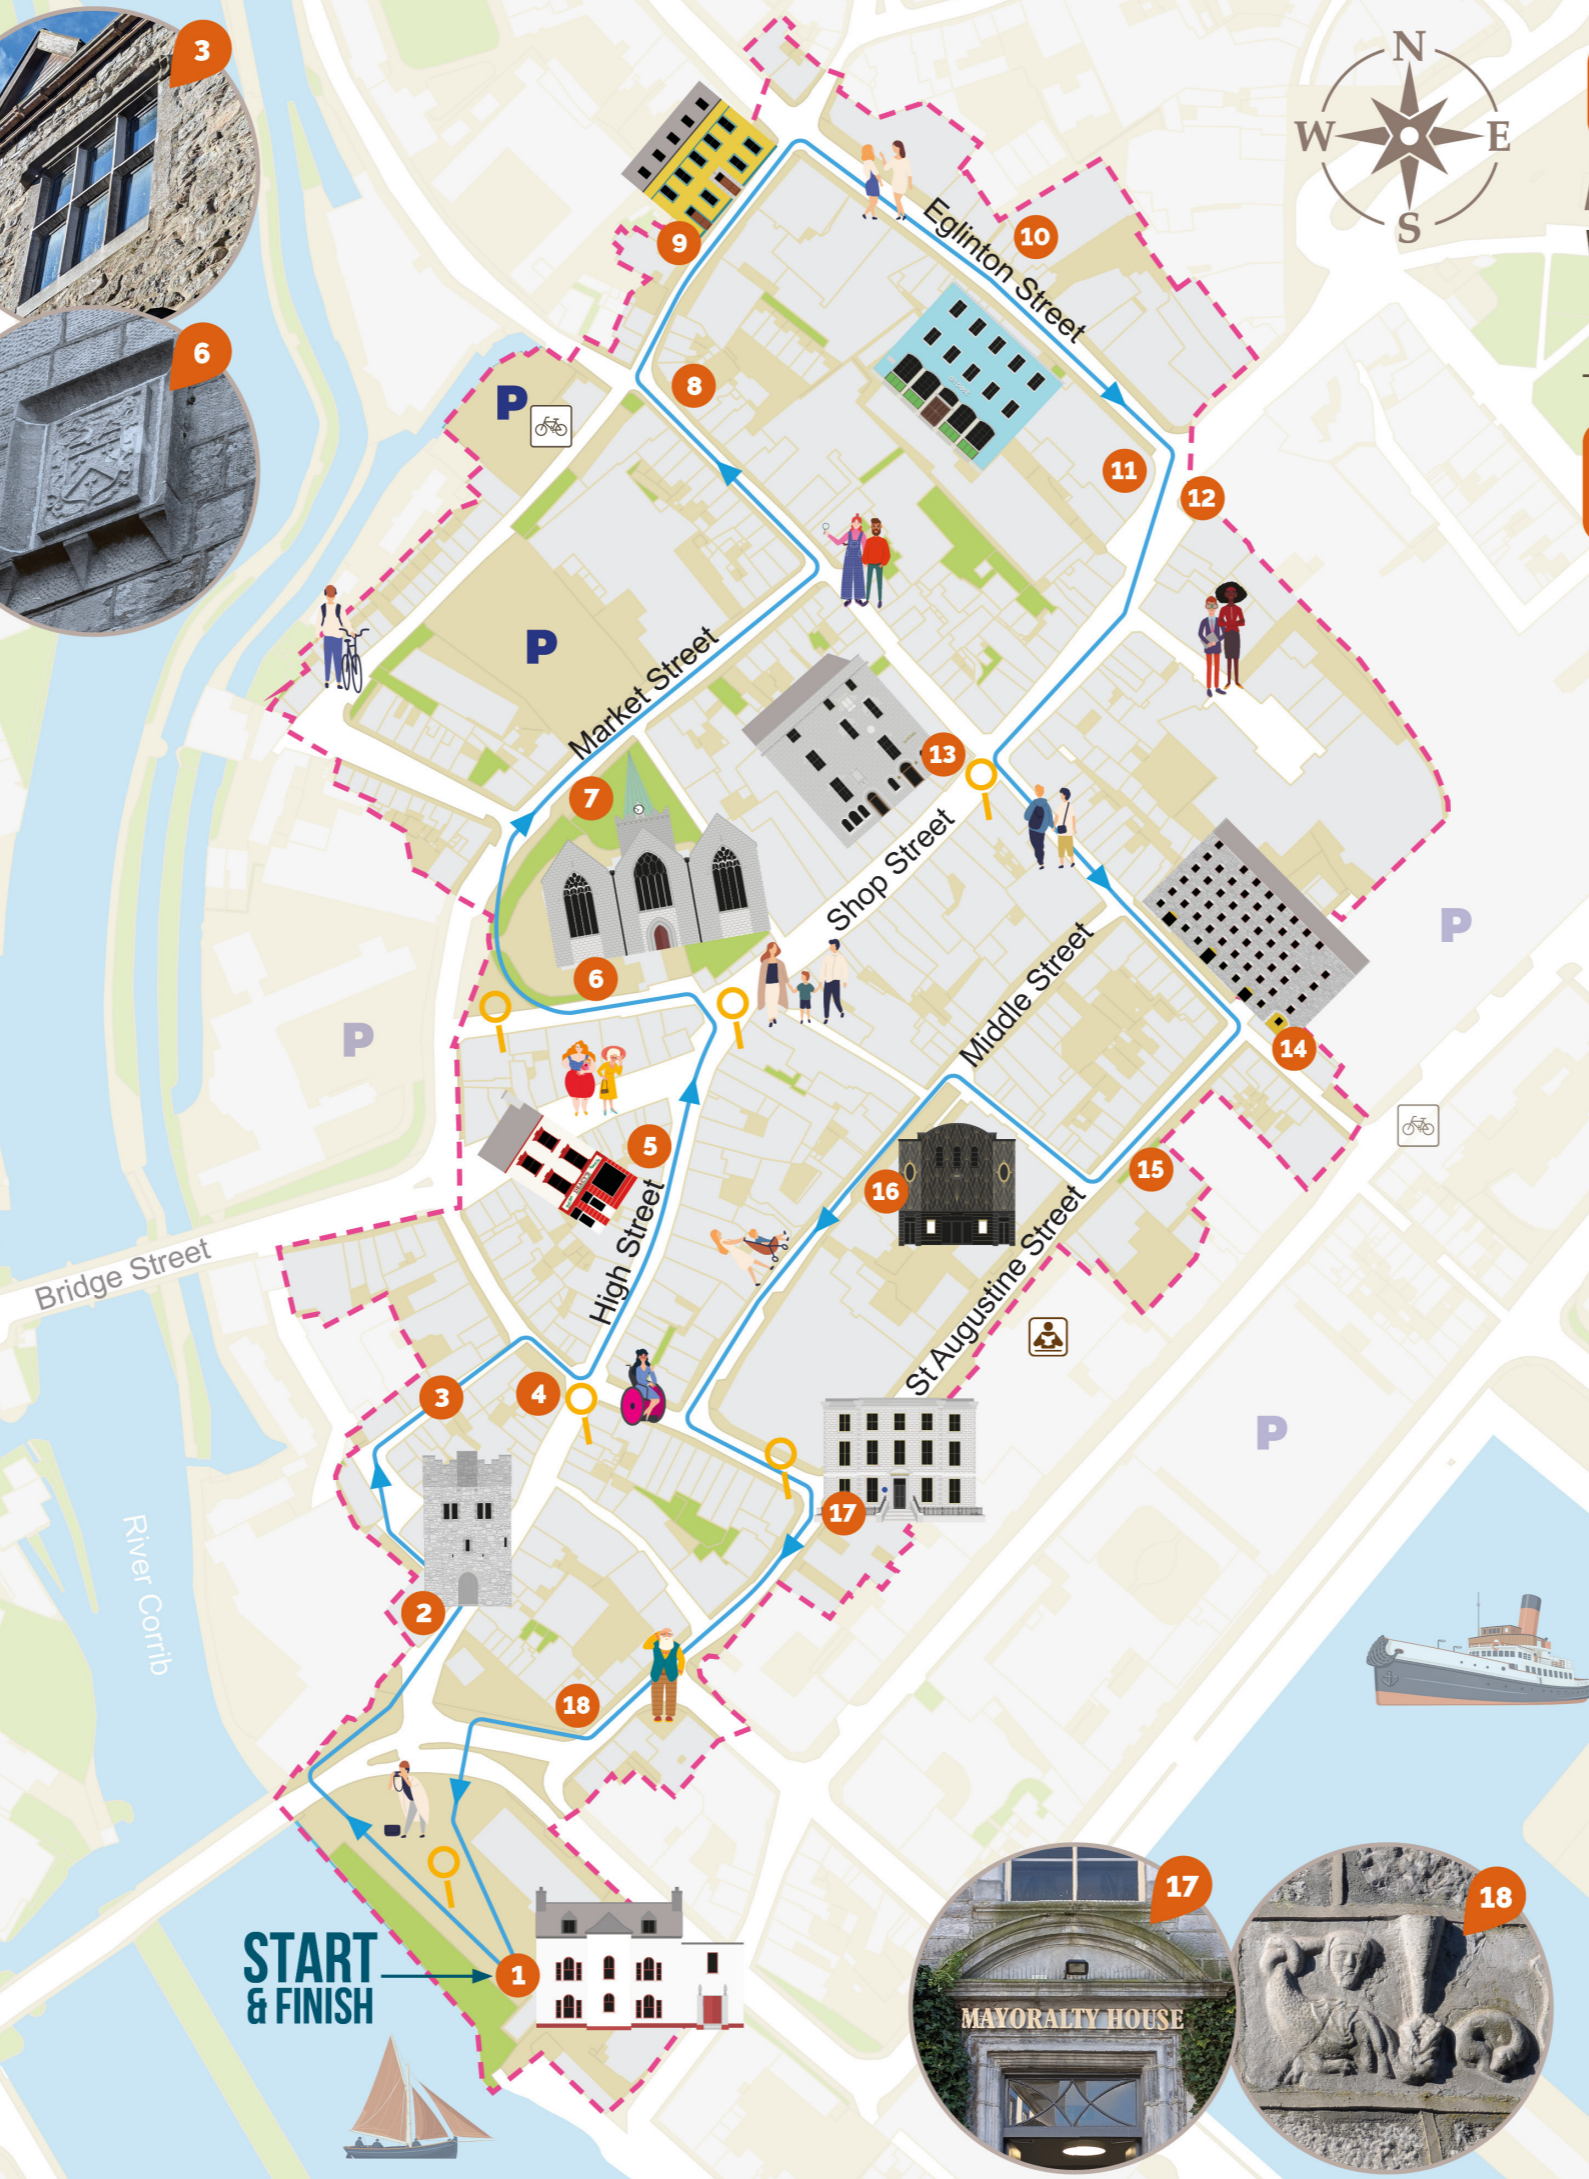 3
6
N
W
E
S
9
Eglinton Street
10
8
P
11
12
P
Market Street
13
7
Shop Street
P
6
P
Middle Street
14
5
15
16
High Street
St Augustine Street
Bridge Street
3
4
P
17
2
River Corrib
18
START
& FINISH
1
17
MAYORALTY HOUSE
18